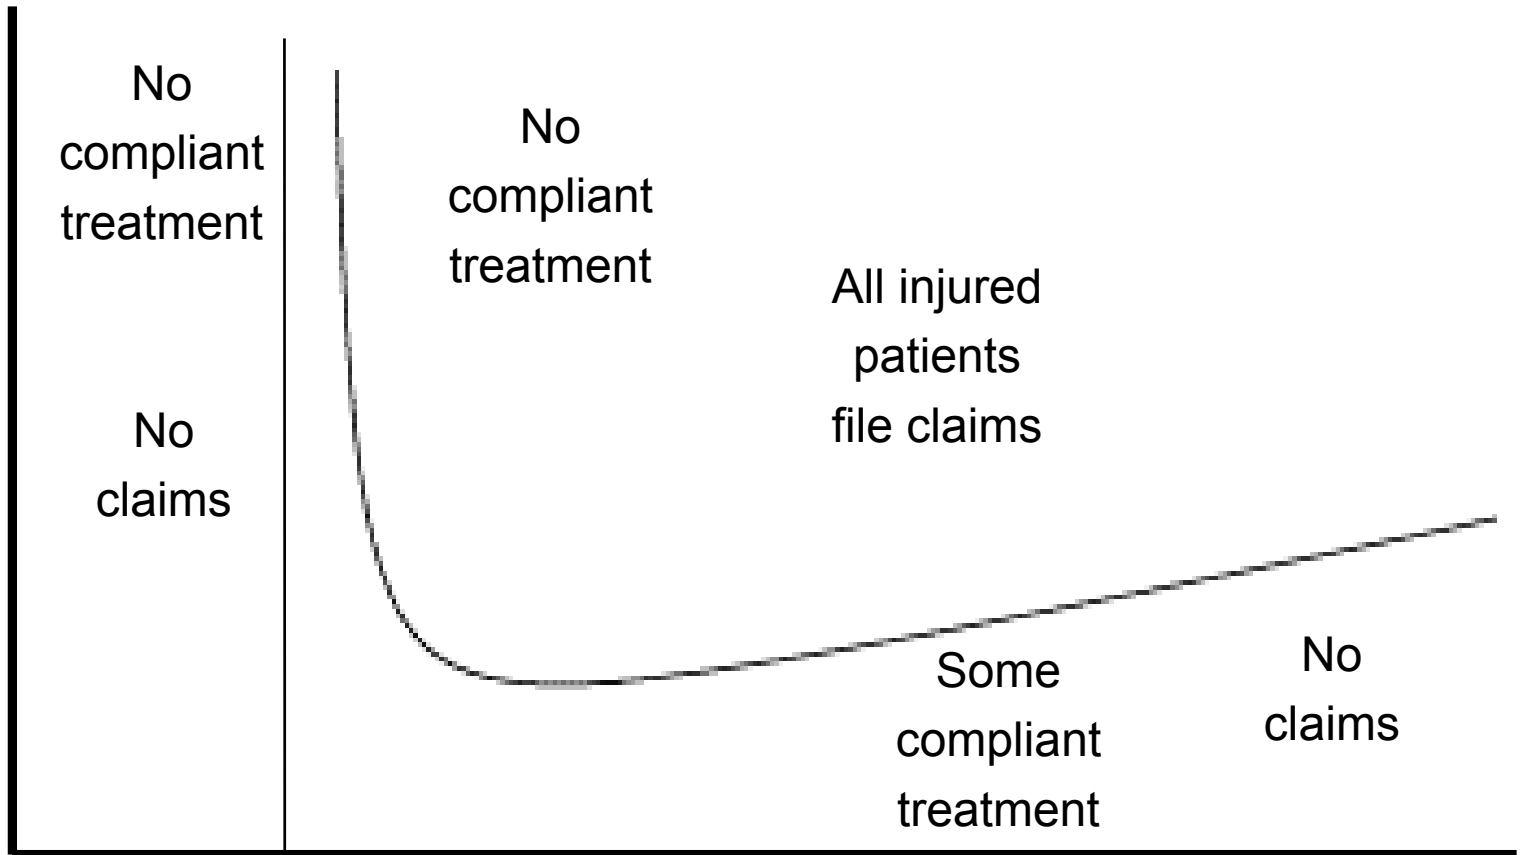 No
compliant
treatment
No
claims
No
compliant
treatment
All injured
patients
file claims
Some
compliant
treatment
No
claims